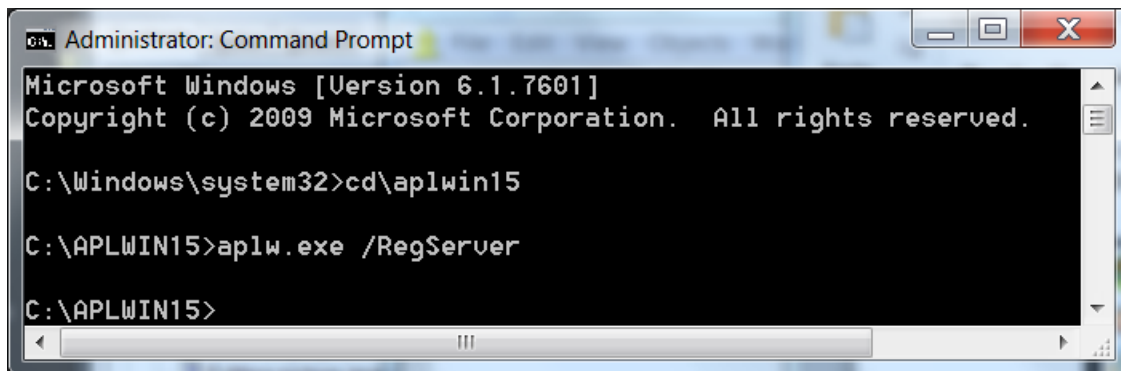 Administrator: Command Prompt
Microsoft Windows [Version 6.1.7601]
Copyright (c) 2009 Microsoft Corporation.  All rights reserved.
C:\Windows\system32>cd\aplwin15
C:\APLWIN15>aplw.exe /RegServer
C:\APLWIN15>